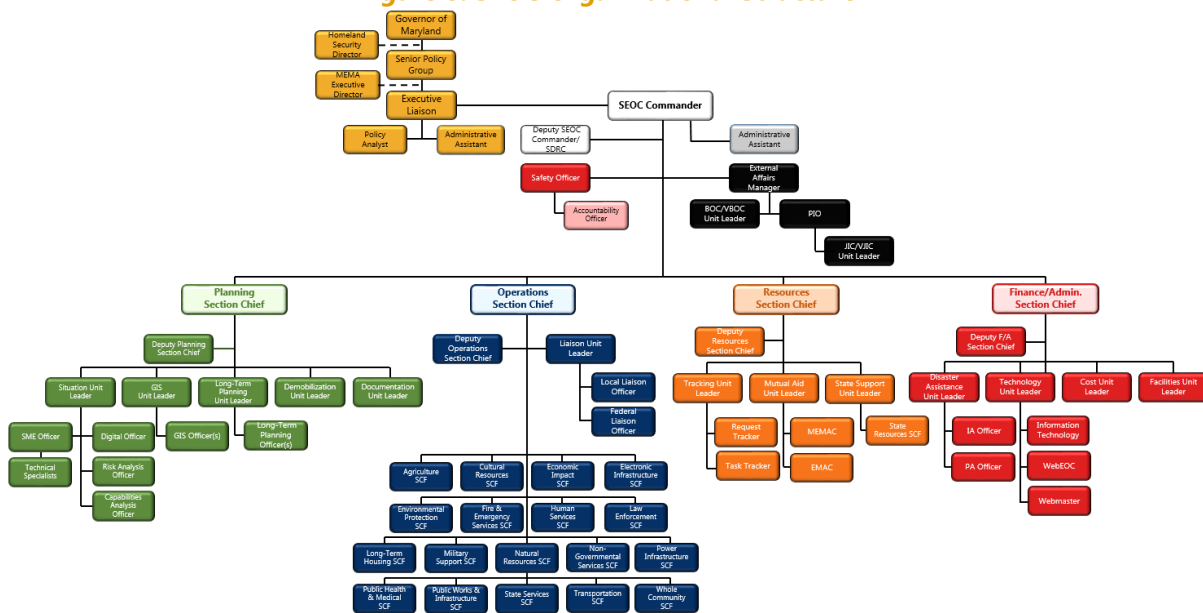 Governor of
Maryland
Homeland
Security
Director
Senior Policy
Group
MEMA
Executive
Director
Executive
Liaison
SEOC Commander
Policy
Analyst
Administrative
Assistant
Deputy SEOC
Commander/
SDRC
Administrative
Assistant
Safety Officer
External
Affairs
Manager
Accountability
Officer
BOC/VBOC
Unit Leader
PIO
JIC/VJIC
Unit Leader
Planning
Section Chief
Operations
Section Chief
Resources
Section Chief
Finance/Admin.
Section Chief
Deputy Planning
Section Chief
Situation Unit
Leader
GIS
Unit Leader
Long-Term
Planning
Unit Leader
Demobilization
Unit Leader
Documentation
Unit Leader
SME Officer
Digital Officer
GIS Officer(s)
Long-Term
Planning
Officer(s)
Technical
Specialists
Risk Analysis
Officer
Capabilities
Analysis
Officer
Deputy
Operations
Section Chief
Liaison Unit
Leader
Local Liaison
Officer
Federal
Liaison
Officer
Agriculture
SCF
Cultural
Resources
SCF
Economic
Impact SCF
Electronic
Infrastructure
SCF
Environmental
Protection
SCF
Fire &
Emergency
Services SCF
Human
Services
SCF
Law
Enforcement
SCF
Long-Term
Housing SCF
Military
Support SCF
Natural
Resources SCF
Non-
Governmental
Services SCF
Power
Infrastructure
SCF
Public Health
& Medical
SCF
Public Works &
Infrastructure
SCF
State Services
SCF
Transportation
SCF
Whole
Community
SCF
Deputy
Resources
Section Chief
Tracking Unit
Leader
Mutual Aid
Unit Leader
State Support
Unit Leader
Request
Tracker
MEMAC
State
Resources SCF
Task Tracker
EMAC
Deputy F/A
Section Chief
Disaster
Assistance
Unit Leader
Technology
Unit Leader
Cost Unit
Leader
Facilities Unit
Leader
IA Officer
Information
Technology
PA Officer
WebEOC
Webmaster